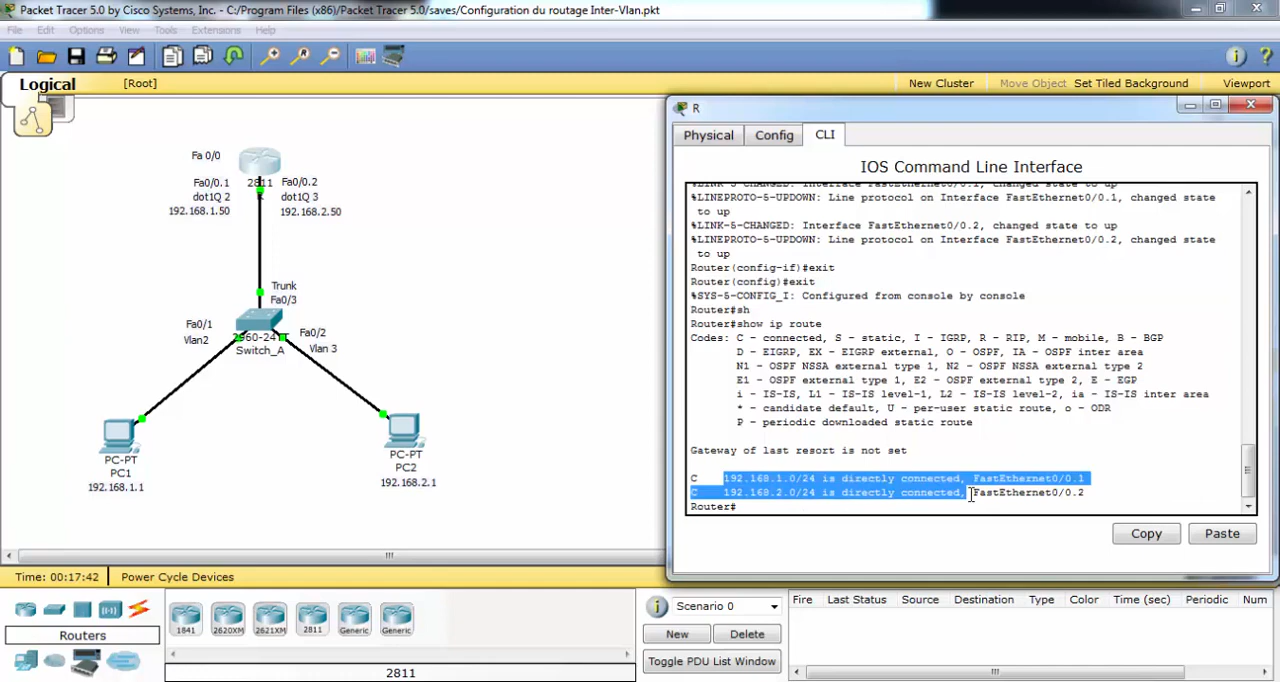 Packet Tracer 5.0 by Cisco Systems, Inc. - C:/Program Files (x86)/Packet Tracer 5.0/saves/Configuration du routage Inter-Vlan.pkt
File Edit Options View Tools Extensions Help
Logical [Root] New Cluster Move Object Set Tiled Background Viewport
Fa 0/0
2811
Fa0/0.1
dot1Q 2
192.168.1.50
Fa0/0.2
dot1Q 3
192.168.2.50
Trunk
Fa0/3
Fa0/1
Vlan2
Switch_A
Fa0/2
Vlan 3
PC-PT
PC1
192.168.1.1
PC-PT
PC2
192.168.2.1
R
Physical Config CLI
IOS Command Line Interface
%LINK-5-CHANGED: Interface FastEthernet0/0.1, changed state to up
%LINEPROTO-5-UPDOWN: Line protocol on Interface FastEthernet0/0.1, changed state
to up
%LINK-5-CHANGED: Interface FastEthernet0/0.2, changed state to up
%LINEPROTO-5-UPDOWN: Line protocol on Interface FastEthernet0/0.2, changed state
to up
Router(config-if)#exit
Router(config)#exit
%SYS-5-CONFIG_I: Configured from console by console
Router#sh
Router#show ip route
Codes: C - connected, S - static, I - IGRP, R - RIP, M - mobile, B - BGP
D - EIGRP, EX - EIGRP external, O - OSPF, IA - OSPF inter area
N1 - OSPF NSSA external type 1, N2 - OSPF NSSA external type 2
E1 - OSPF external type 1, E2 - OSPF external type 2, E - EGP
i - IS-IS, L1 - IS-IS level-1, L2 - IS-IS level-2, ia - IS-IS inter area
* - candidate default, U - per-user static route, o - ODR
P - periodic downloaded static route
Gateway of last resort is not set
C 192.168.1.0/24 is directly connected, FastEthernet0/0.1
C 192.168.2.0/24 is directly connected, FastEthernet0/0.2
Router#
Copy Paste
Time: 00:17:42 Power Cycle Devices
Routers
1841 2620XM 2621XM 2811 Generic Generic
2811
Scenario 0
New Delete
Toggle PDU List Window
Fire Last Status Source Destination Type Color Time (sec) Periodic Num